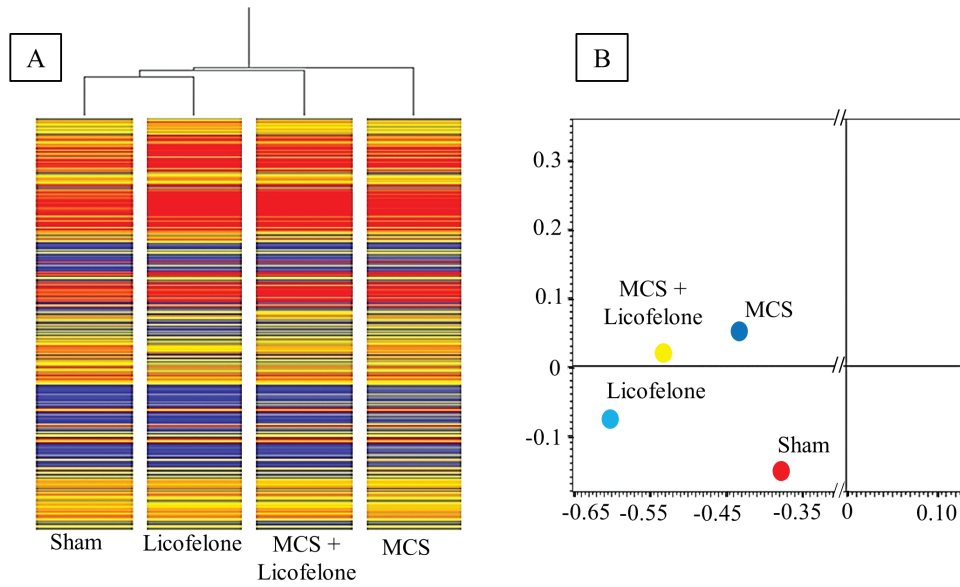 A
B
Sham
Licofelone
MCS +
Licofelone
MCS
0.3
0.2
0.1
0
-0.1
MCS +
Licofelone
MCS
Licofelone
Sham
-0.65 -0.55 -0.45 -0.35 0 0.10